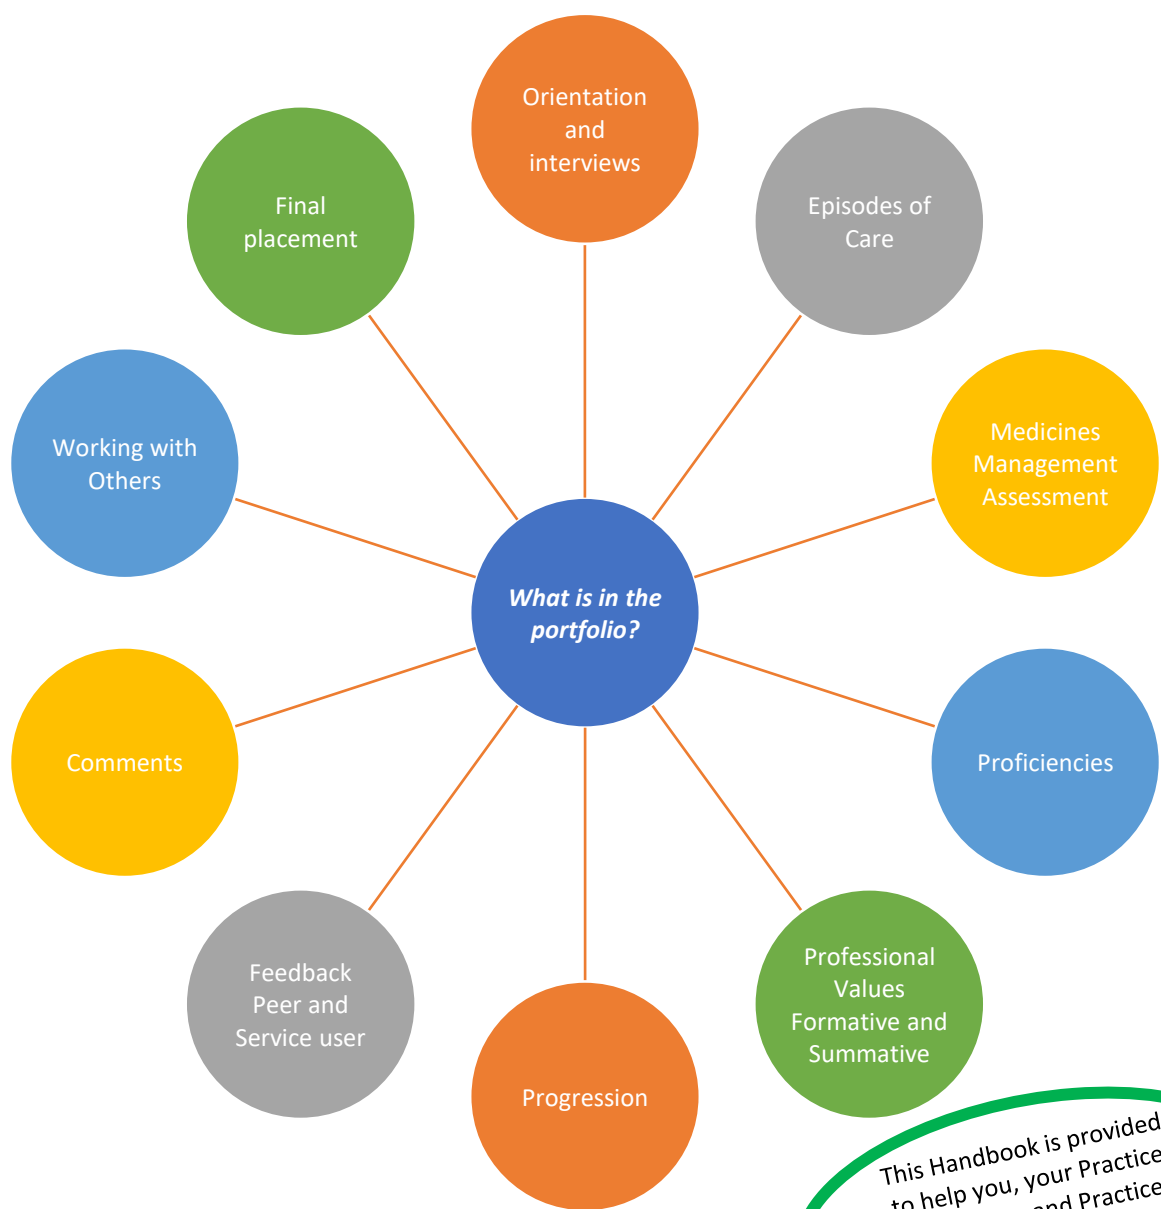 Orientation
and
interviews
Episodes of
Care
Medicines
Management
Assessment
Proficiencies
Professional
Values
Formative and
Summative
Progression
Feedback
Peer and
Service user
Comments
Working with
Others
Final
placement
What is in the
portfolio?
This Handbook is provided
to help you, your Practice
and Practice